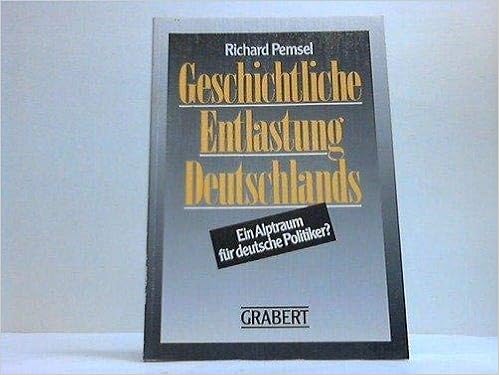 Richard Pemsel
Geschichtliche
Entlastung
Deutschlands
Ein Alptraum
für deutsche Politiker?
GRABERT